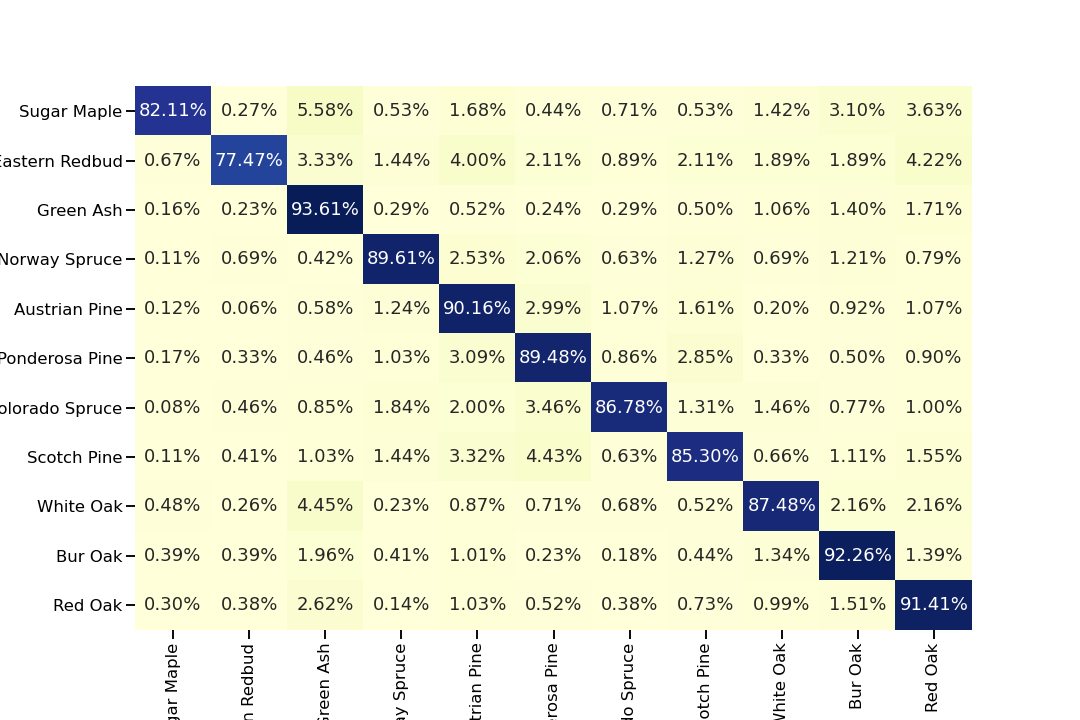 Sugar Maple 82.11% 0.27% 5.58% 0.53% 1.68% 0.44% 0.71% 0.53% 1.42% 3.10% 3.63%
Eastern Redbud 0.67% 77.47% 3.33% 1.44% 4.00% 2.11% 0.89% 2.11% 1.89% 1.89% 4.22%
Green Ash 0.16% 0.23% 93.61% 0.29% 0.52% 0.24% 0.29% 0.50% 1.06% 1.40% 1.71%
Norway Spruce 0.11% 0.69% 0.42% 89.61% 2.53% 2.06% 0.63% 1.27% 0.69% 1.21% 0.79%
Austrian Pine 0.12% 0.06% 0.58% 1.24% 90.16% 2.99% 1.07% 1.61% 0.20% 0.92% 1.07%
Ponderosa Pine 0.17% 0.33% 0.46% 1.03% 3.09% 89.48% 0.86% 2.85% 0.33% 0.50% 0.90%
olorado Spruce 0.08% 0.46% 0.85% 1.84% 2.00% 3.46% 86.78% 1.31% 1.46% 0.77% 1.00%
Scotch Pine 0.11% 0.41% 1.03% 1.44% 3.32% 4.43% 0.63% 85.30% 0.66% 1.11% 1.55%
White Oak 0.48% 0.26% 4.45% 0.23% 0.87% 0.71% 0.68% 0.52% 87.48% 2.16% 2.16%
Bur Oak 0.39% 0.39% 1.96% 0.41% 1.01% 0.23% 0.18% 0.44% 1.34% 92.26% 1.39%
Red Oak 0.30% 0.38% 2.62% 0.14% 1.03% 0.52% 0.38% 0.73% 0.99% 1.51% 91.41%
gar Maple
n Redbud
Green Ash
ay Spruce
trian Pine
rosa Pine
do Spruce
otch Pine
White Oak
Bur Oak
Red Oak